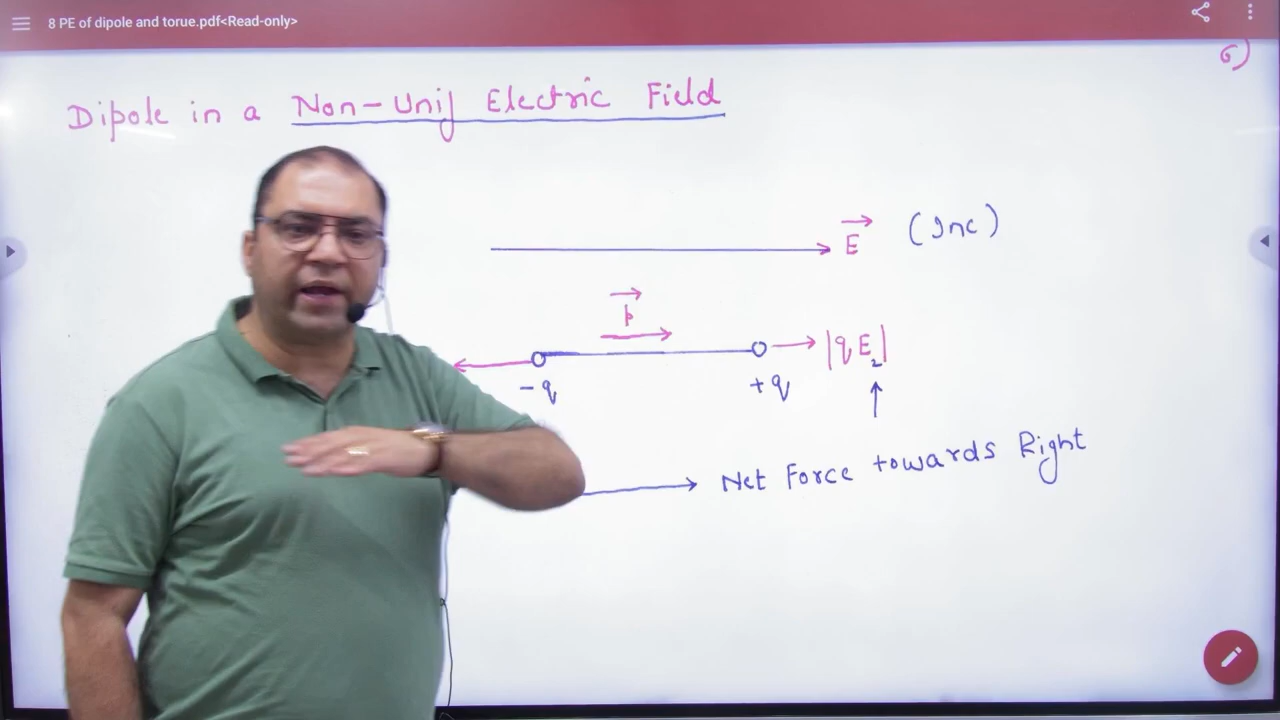 8 PE of dipole and torue.pdf<Read-only>
6)
Dipole in a Non-Unif Electric Field
E (Inc)
p
|qE2|
-q +q
Net Force towards Right